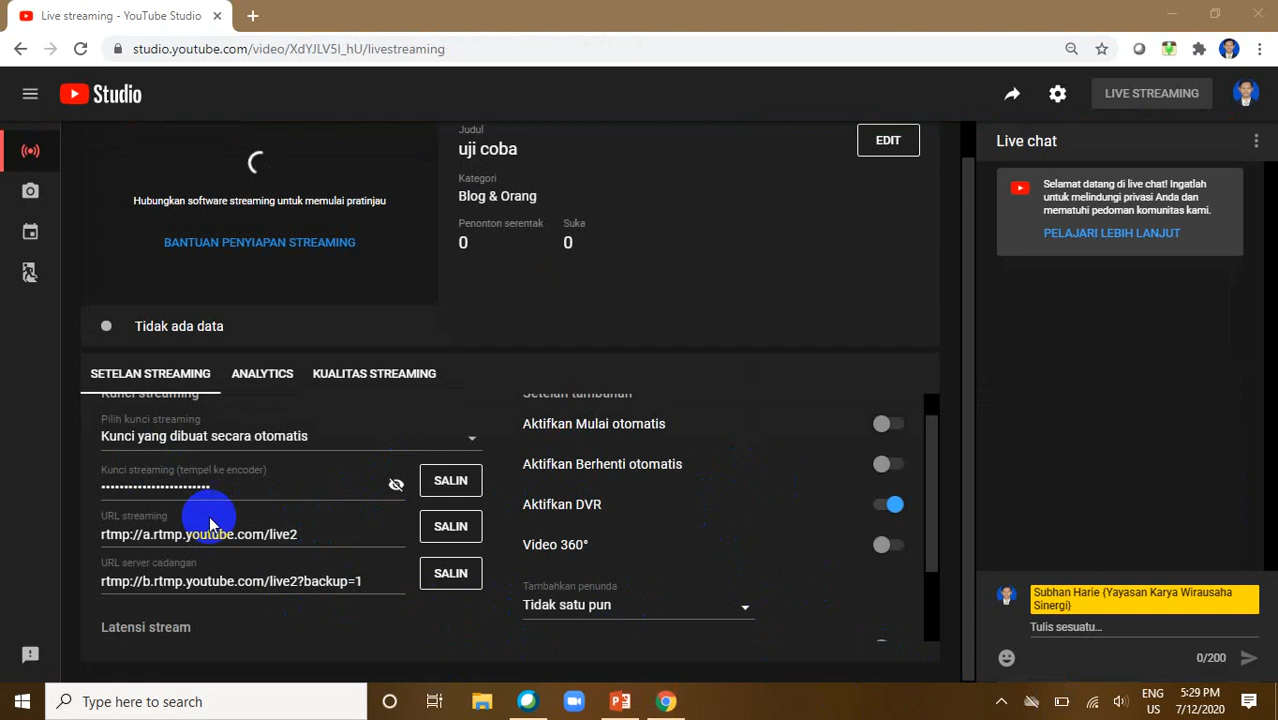 Live streaming - YouTube Studio
studio.youtube.com/video/XdYJLV5I_hU/livestreaming
Studio
LIVE STREAMING
Hubungkan software streaming untuk memulai pratinjau
BANTUAN PENYIAPAN STREAMING
Judul
uji coba
EDIT
Kategori
Blog & Orang
Penonton serentak
Suka
0
0
Live chat
Selamat datang di live chat! Ingatlah
untuk melindungi privasi Anda dan
mematuhi pedoman komunitas kami.
PELAJARI LEBIH LANJUT
Tidak ada data
SETELAN STREAMING
ANALYTICS
KUALITAS STREAMING
Kunci streaming
Pilih kunci streaming
Kunci yang dibuat secara otomatis
Kunci streaming (tempel ke encoder)
••••••••••••••••••••••••
SALIN
URL streaming
rtmp://a.rtmp.youtube.com/live2
SALIN
URL server cadangan
rtmp://b.rtmp.youtube.com/live2?backup=1
SALIN
Latensi stream
Setelan tambahan
Aktifkan Mulai otomatis
Aktifkan Berhenti otomatis
Aktifkan DVR
Video 360°
Tambahkan penunda
Tidak satu pun
Subhan Harie {Yayasan Karya Wirausaha
Sinergi}
Tulis sesuatu...
0/200
Type here to search
ENG
US
5:29 PM
7/12/2020